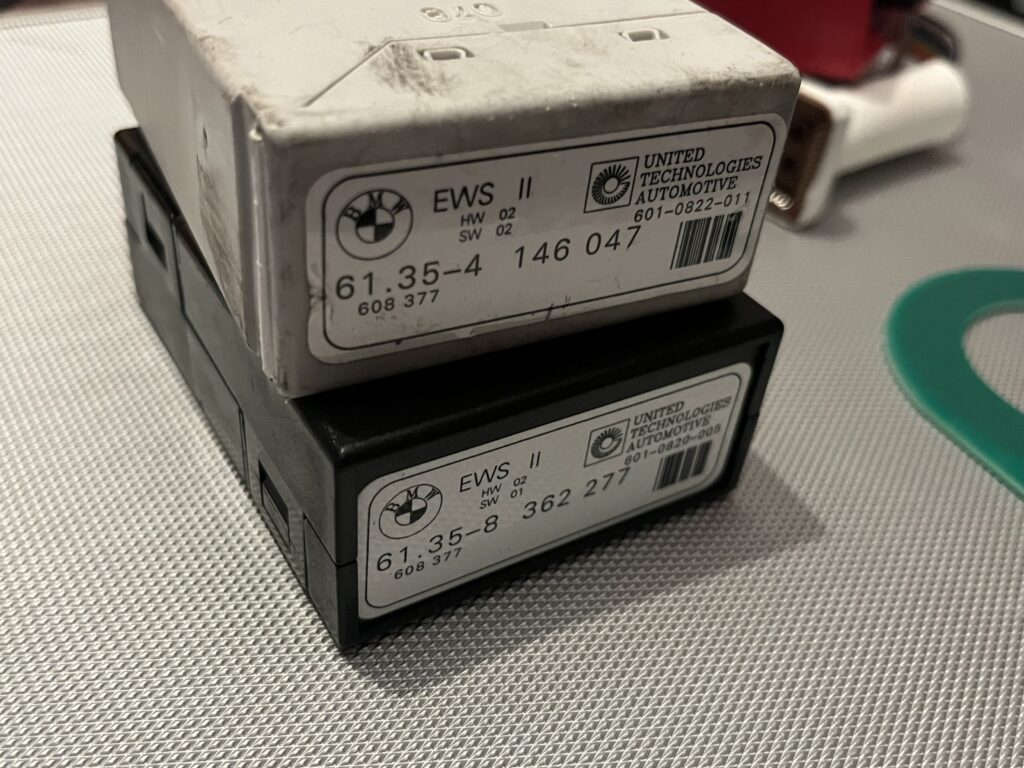 BMW
EWS II
HW 02
SW 02
UNITED
TECHNOLOGIES
AUTOMOTIVE
601-0822-011
61.35-4 146 047
608 377
BMW
EWS II
HW 02
SW 01
UNITED
TECHNOLOGIES
AUTOMOTIVE
601-0820-005
61.35-8 362 277
608 377